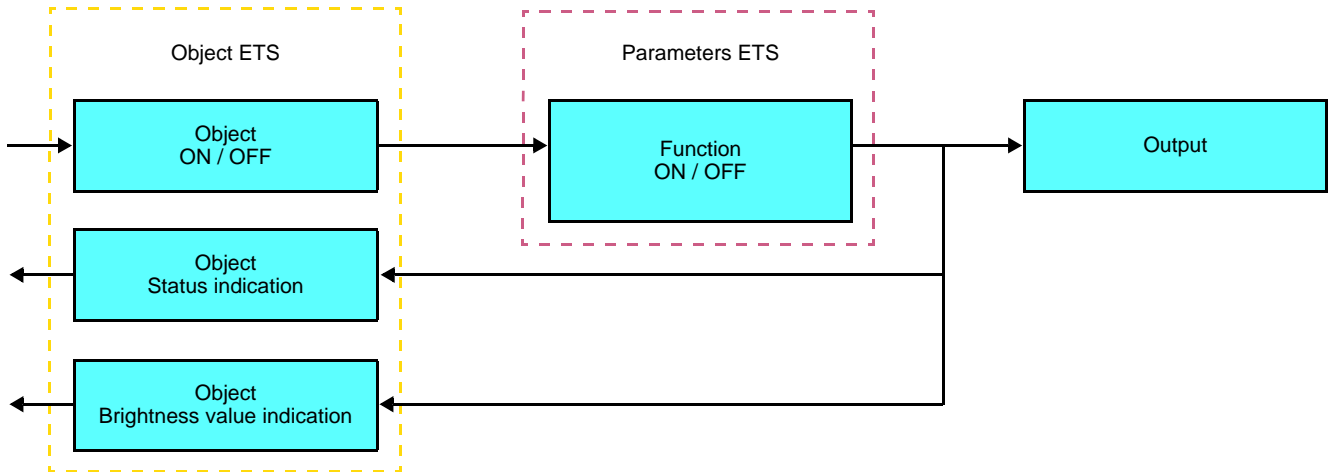 Object ETS
Parameters ETS
Object
ON / OFF
Function
ON / OFF
Output
Object
Status indication
Object
Brightness value indication